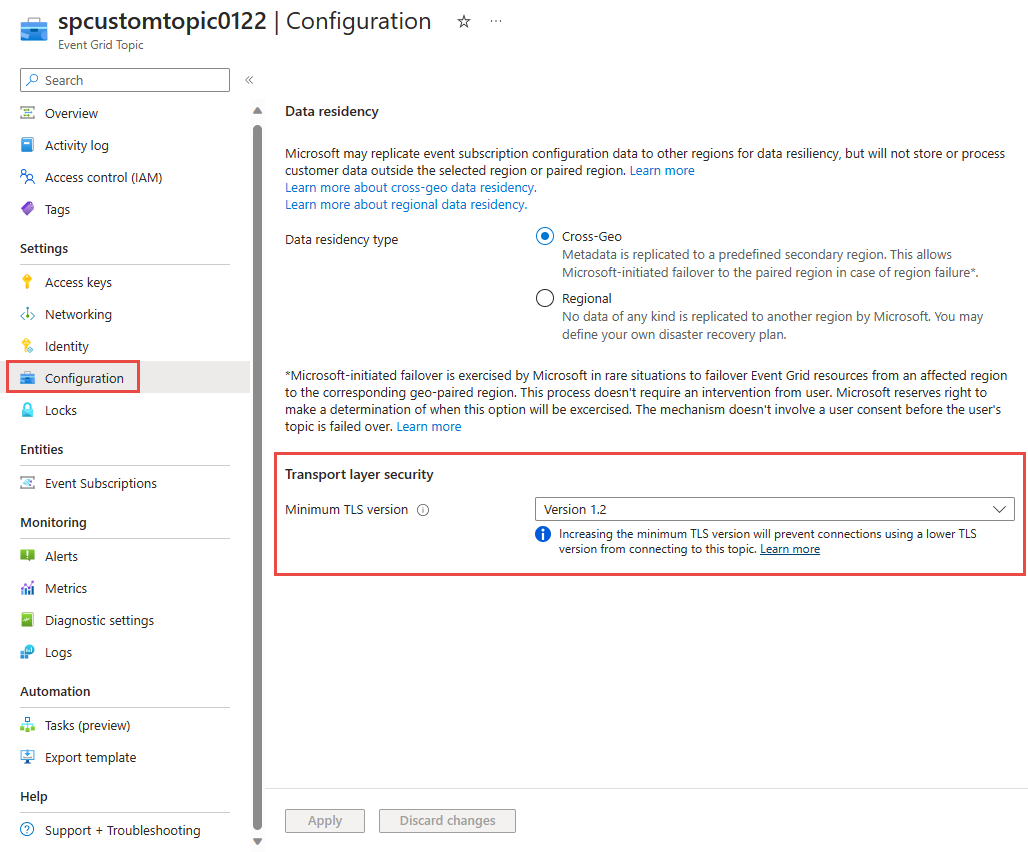 spcustomtopic0122 | Configuration ☆ ···
Event Grid Topic
Search «
Overview
Activity log
Access control (IAM)
Tags
Settings
Access keys
Networking
Identity
Configuration
Locks
Entities
Event Subscriptions
Monitoring
Alerts
Metrics
Diagnostic settings
Logs
Automation
Tasks (preview)
Export template
Help
Support + Troubleshooting
Data residency
Microsoft may replicate event subscription configuration data to other regions for data resiliency, but will not store or process
customer data outside the selected region or paired region. Learn more
Learn more about cross-geo data residency.
Learn more about regional data residency.
Data residency type
Cross-Geo
Metadata is replicated to a predefined secondary region. This allows
Microsoft-initiated failover to the paired region in case of region failure*.
Regional
No data of any kind is replicated to another region by Microsoft. You may
define your own disaster recovery plan.
*Microsoft-initiated failover is exercised by Microsoft in rare situations to failover Event Grid resources from an affected region
to the corresponding geo-paired region. This process doesn't require an intervention from user. Microsoft reserves right to
make a determination of when this option will be excercised. The mechanism doesn't involve a user consent before the user's
topic is failed over. Learn more
Transport layer security
Minimum TLS version
Version 1.2
Increasing the minimum TLS version will prevent connections using a lower TLS
version from connecting to this topic. Learn more
Apply
Discard changes